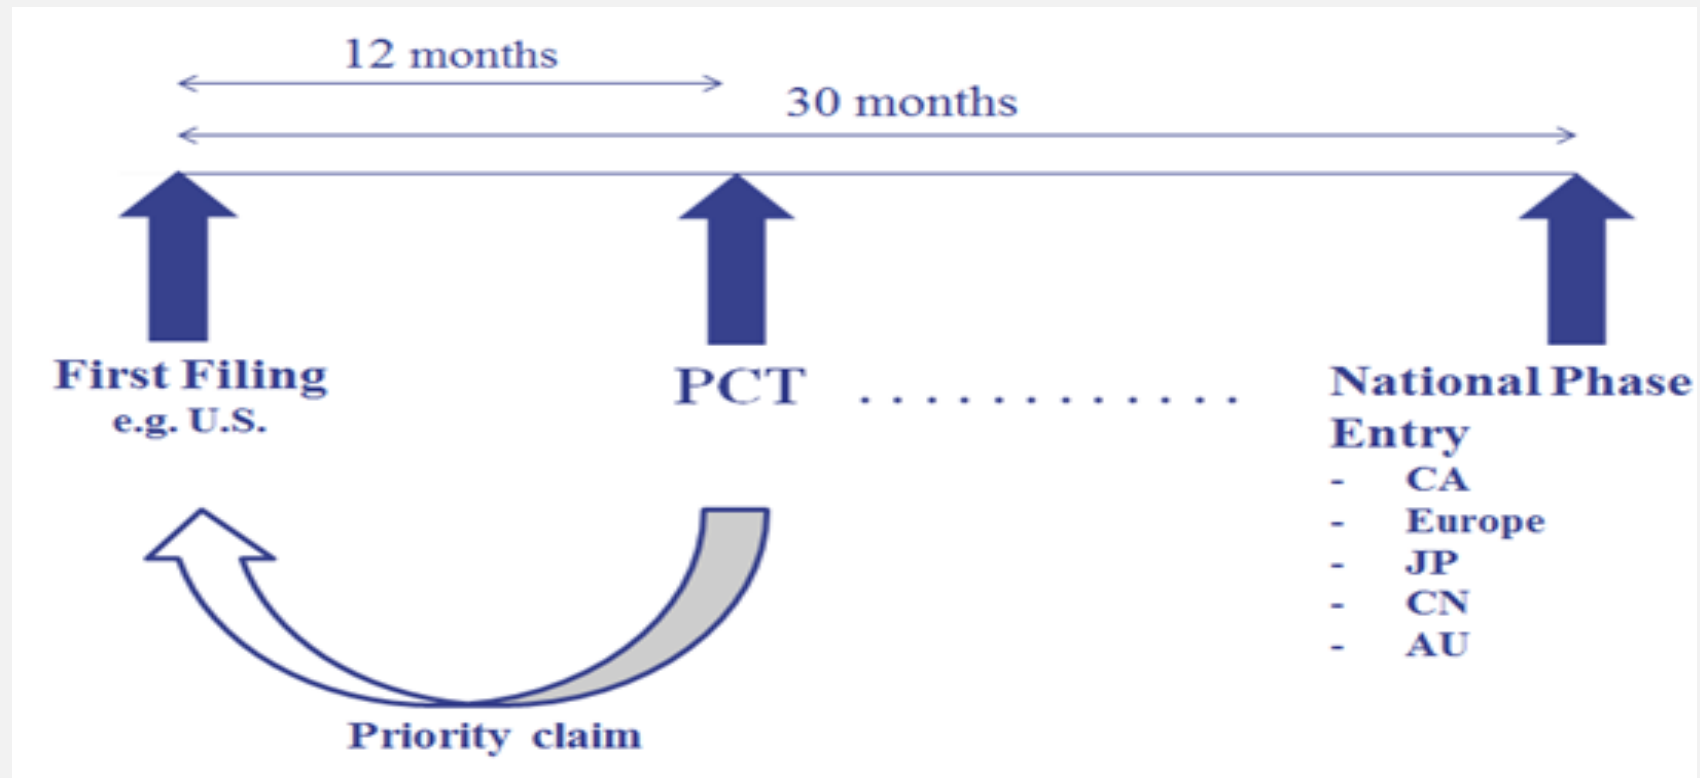 12 months
30 months
First Filing
e.g. U.S.
PCT ............
National Phase
Entry
- CA
- Europe
- JP
- CN
- AU
Priority claim